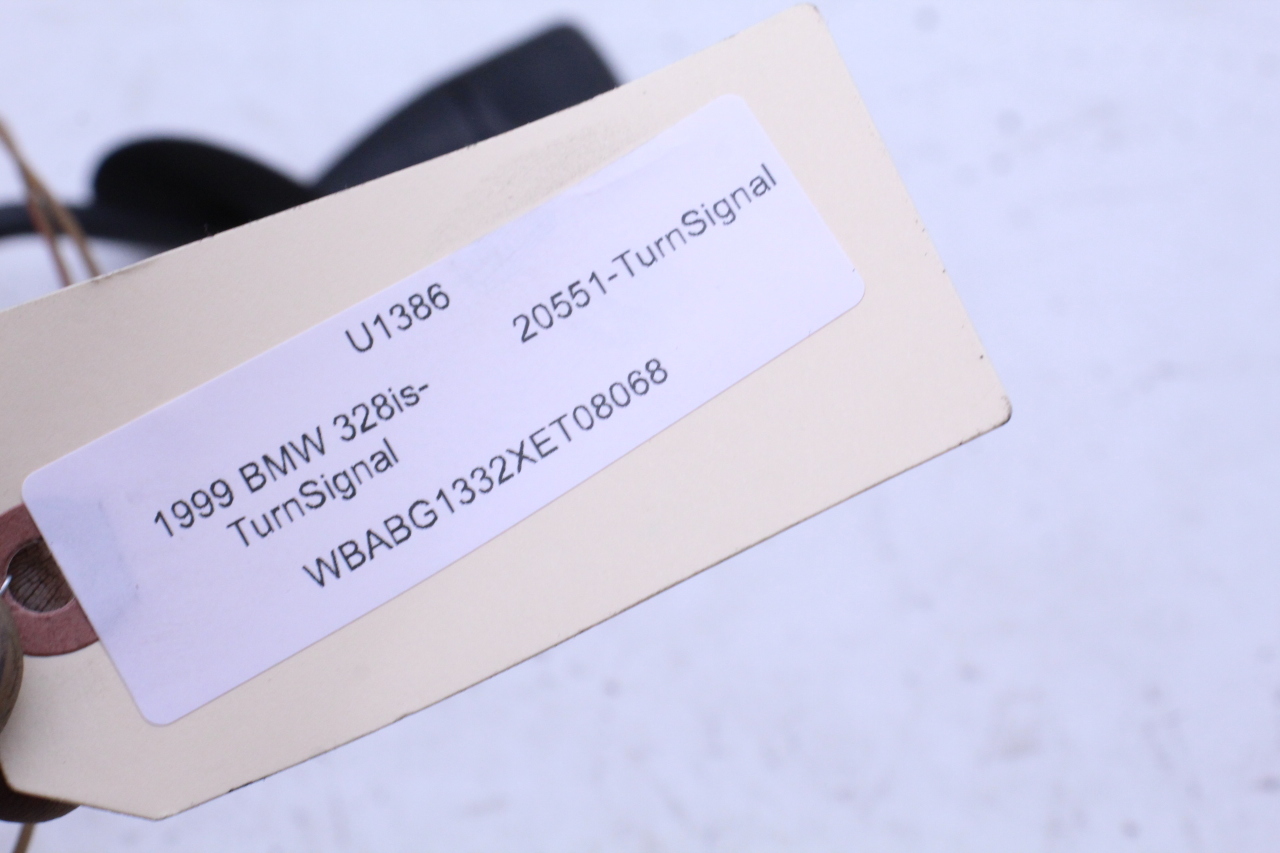 U1386
20551-TurnSignal
1999 BMW 328is-
TurnSignal
WBABG1332XET08068